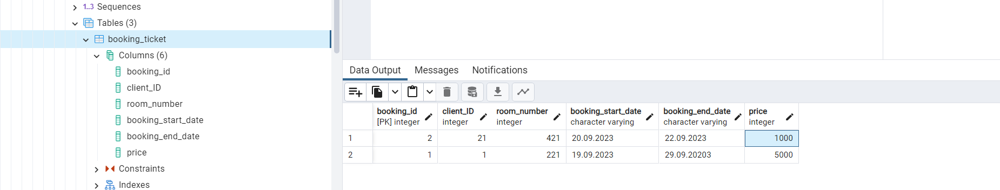 1..3 Sequences
Tables (3)
booking_ticket
Columns (6)
booking_id
client_ID
room_number
booking_start_date
booking_end_date
price
Constraints
Indexes
Data Output Messages Notifications
booking_id client_ID room_number booking_start_date booking_end_date price
[PK] integer integer integer character varying character varying integer
1 2 21 421 20.09.2023 22.09.2023 1000
2 1 1 221 19.09.2023 29.09.20203 5000